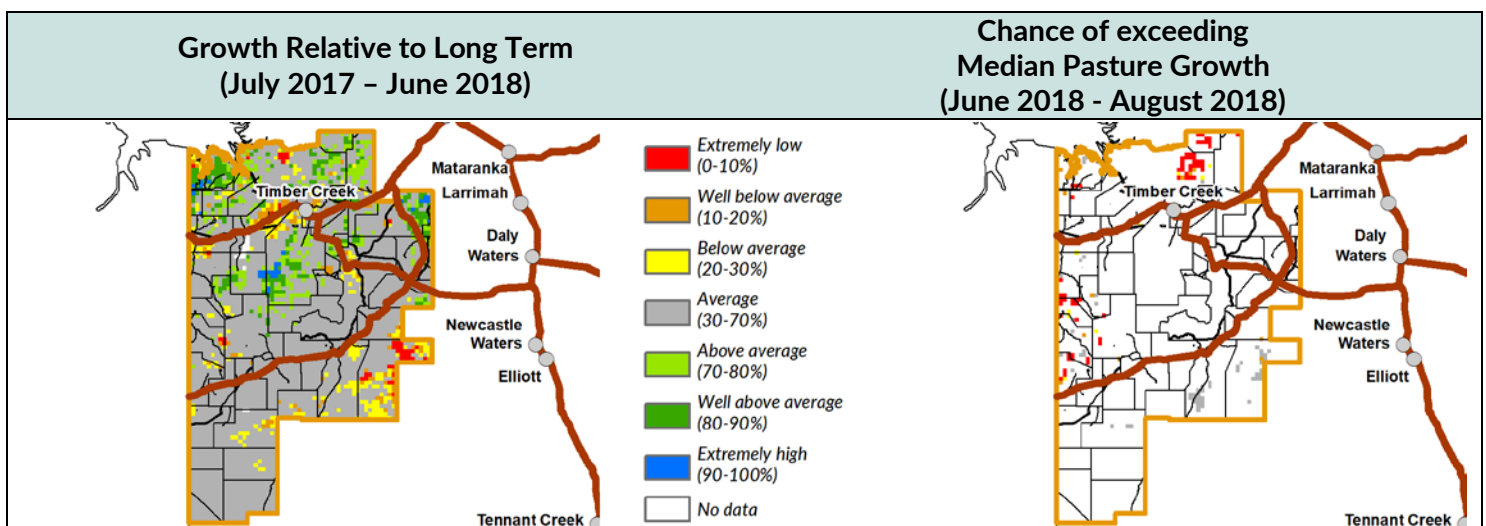 Growth Relative to Long Term
(July 2017 – June 2018)
Chance of exceeding
Median Pasture Growth
(June 2018 - August 2018)
Timber Creek
Mataranka
Larrimah
Daly
Waters
Newcastle
Waters
Elliott
Tennant Creek
Extremely low
(0-10%)
Well below average
(10-20%)
Below average
(20-30%)
Average
(30-70%)
Above average
(70-80%)
Well above average
(80-90%)
Extremely high
(90-100%)
No data
Timber Creek
Mataranka
Larrimah
Daly
Waters
Newcastle
Waters
Elliott
Tennant Creek